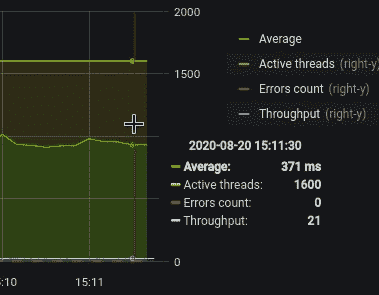 2000
Average
Active threads (right-y)
1500
Errors count (right-y)
Throughput (right-y)
2020-08-20 15:11:30
Average: 371 ms
Active threads: 1600
Errors count: 0
Throughput: 21
0
:10 15:11